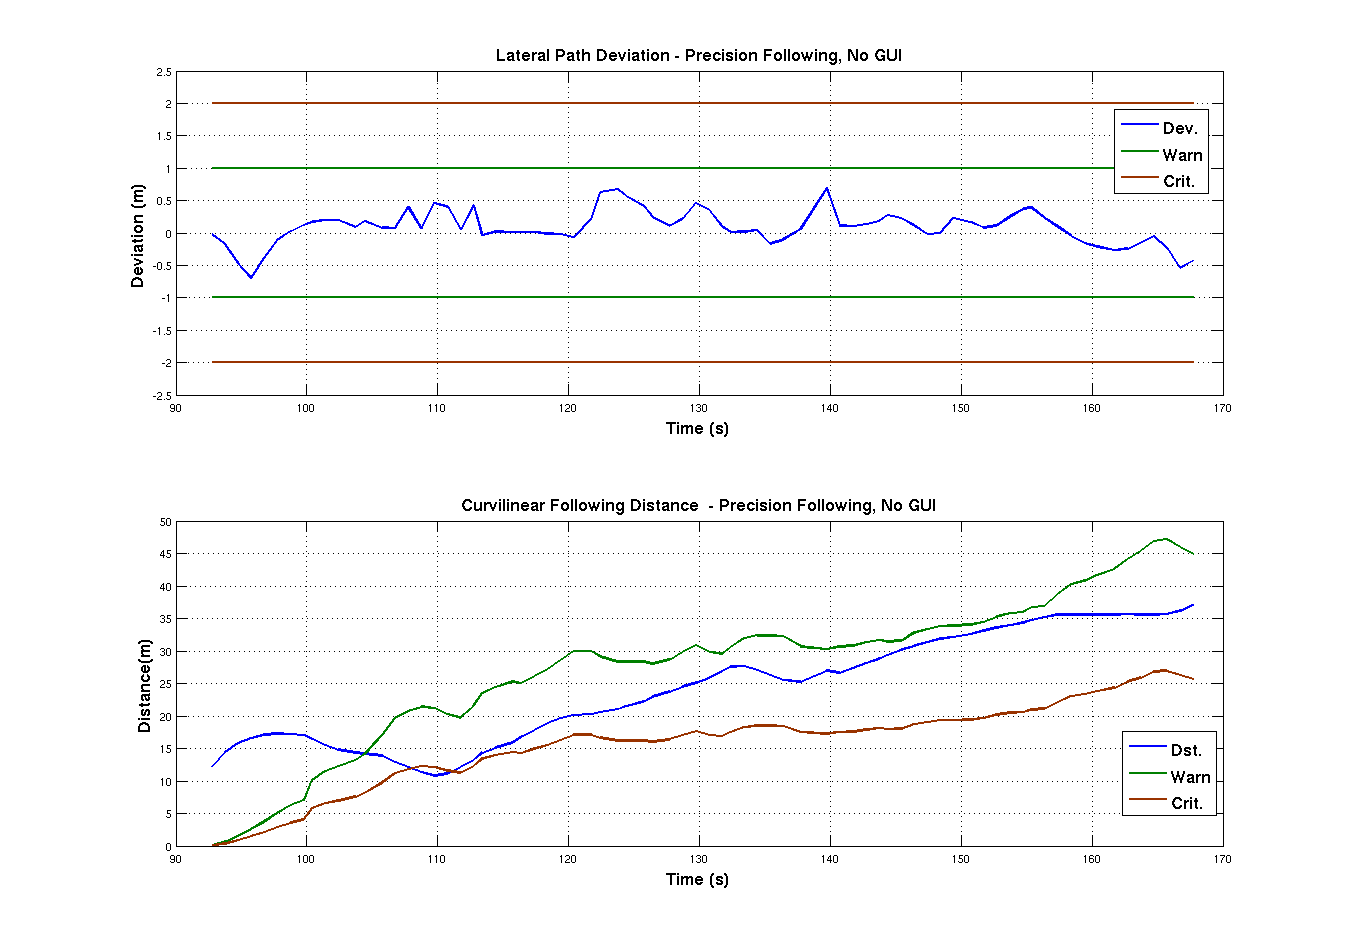 Lateral Path Deviation - Precision Following, No GUI
2.5
2
1.5
1
0.5
0
-0.5
-1
-1.5
-2
-2.5
Deviation (m)
Dev.
Warn
Crit.
90 100 110 120 130 140 150 160 170
Time (s)
Curvilinear Following Distance  - Precision Following, No GUI
50
45
40
35
30
25
20
15
10
5
0
Distance(m)
Dst.
Warn
Crit.
90 100 110 120 130 140 150 160 170
Time (s)